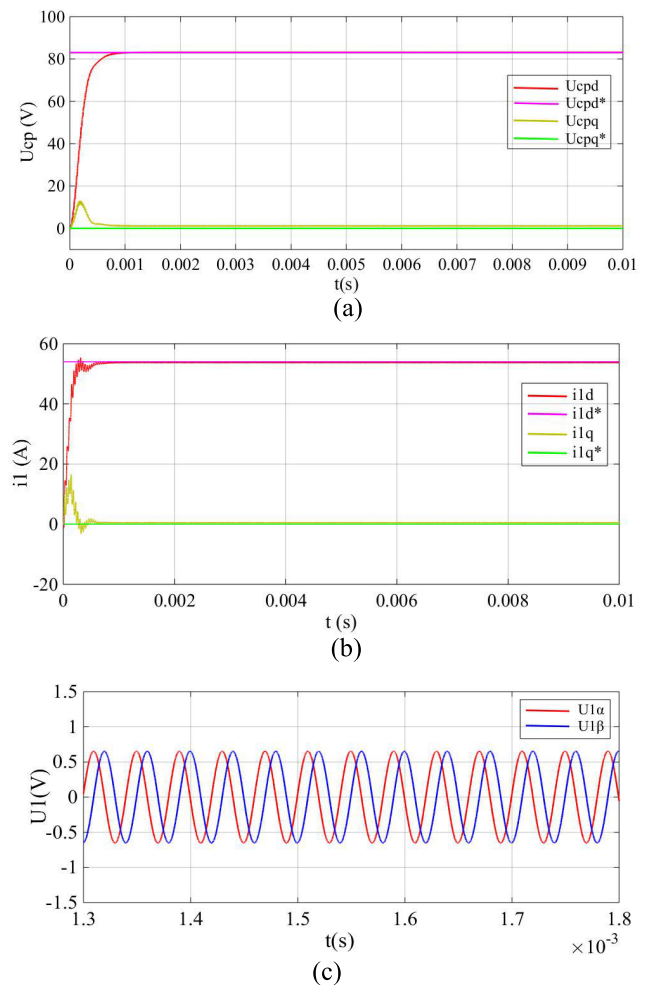 100
80
60
40
20
0
Ucp (V)
Ucpd
Ucpd*
Ucpq
Ucpq*
0 0.001 0.002 0.003 0.004 0.005 0.006 0.007 0.008 0.009 0.01
t(s)
(a)
60
40
20
0
-20
i1 (A)
i1d
i1d*
i1q
i1q*
0 0.002 0.004 0.006 0.008 0.01
t (s)
(b)
1.5
1
0.5
0
-0.5
-1
-1.5
U1(V)
U1α
U1β
1.3 1.4 1.5 1.6 1.7 1.8
t(s)
×10⁻³
(c)